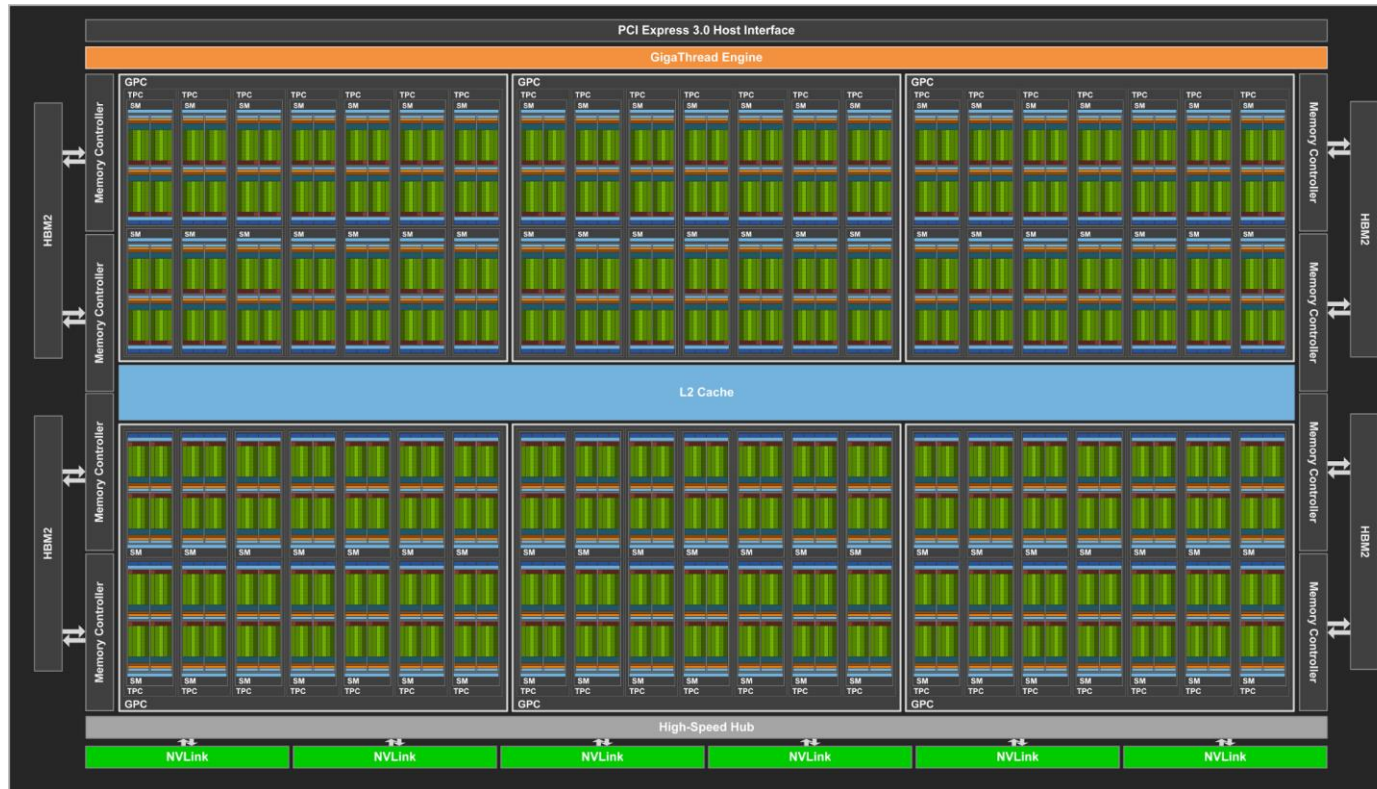 PCI Express 3.0 Host Interface
GigaThread Engine
GPC GPC GPC
TPC TPC TPC TPC TPC TPC TPC TPC TPC TPC TPC TPC TPC TPC TPC TPC TPC TPC TPC TPC TPC
SM SM SM SM SM SM SM SM SM SM SM SM SM SM SM SM SM SM SM SM SM
Memory Controller
Memory Controller
HBM2
HBM2
SM SM SM SM SM SM SM SM SM SM SM SM SM SM SM SM SM SM SM SM SM
Memory Controller
Memory Controller
L2 Cache
Memory Controller
Memory Controller
HBM2
HBM2
SM SM SM SM SM SM SM SM SM SM SM SM SM SM SM SM SM SM SM SM SM
Memory Controller
Memory Controller
SM SM SM SM SM SM SM SM SM SM SM SM SM SM SM SM SM SM SM SM SM
TPC TPC TPC TPC TPC TPC TPC TPC TPC TPC TPC TPC TPC TPC TPC TPC TPC TPC TPC TPC TPC
GPC GPC GPC
High-Speed Hub
NVLink NVLink NVLink NVLink NVLink NVLink